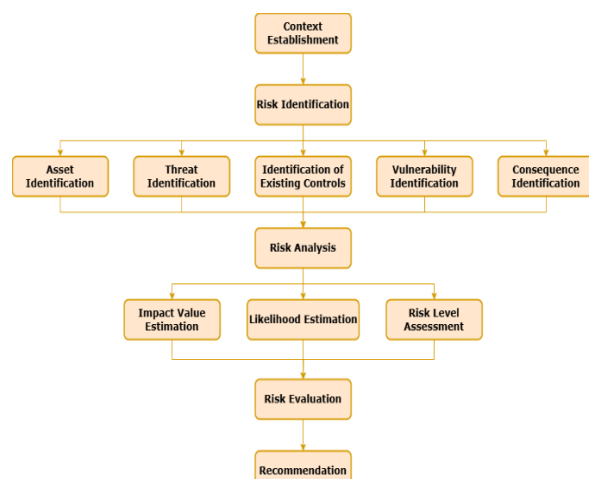 Context
Establishment
Risk Identification
Asset
Identification
Threat
Identification
Identification of
Existing Controls
Vulnerability
Identification
Consequence
Identification
Risk Analysis
Impact Value
Estimation
Likelihood Estimation
Risk Level
Assessment
Risk Evaluation
Recommendation